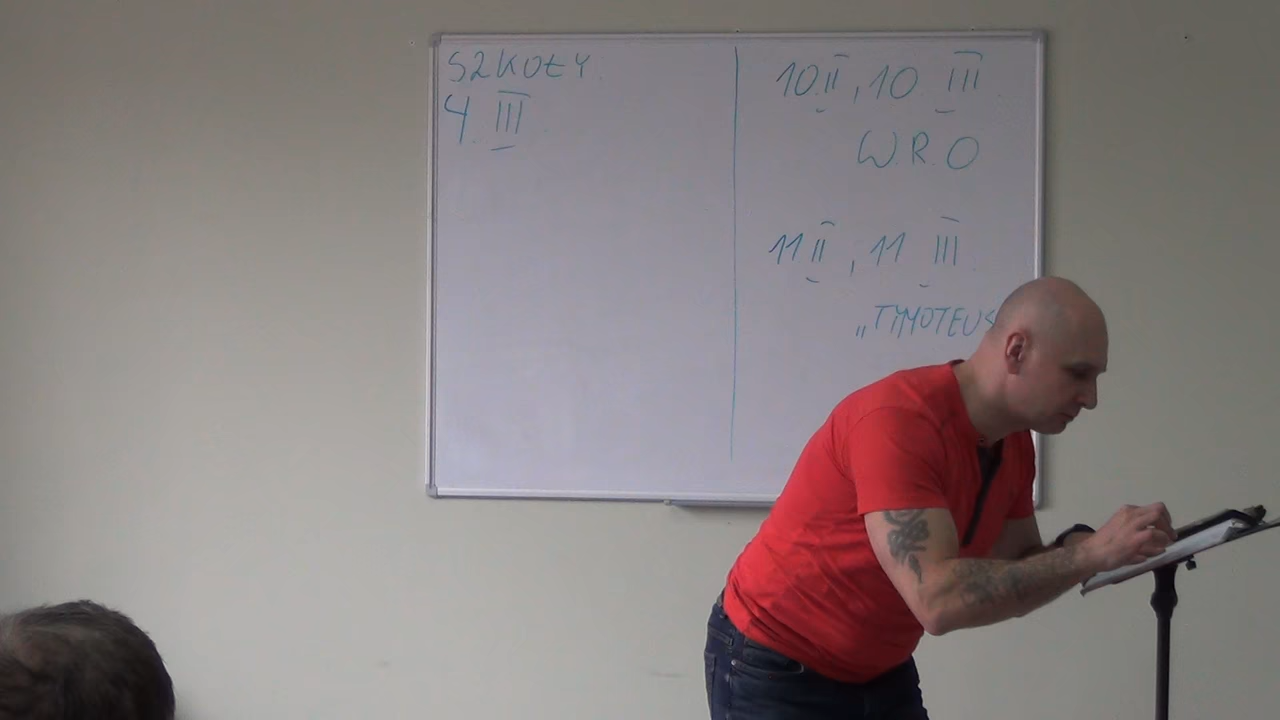 SZKOŁY
4 III
10.II, 10 III
W.R.O
11 II, 11 III
„TYMOTEUS